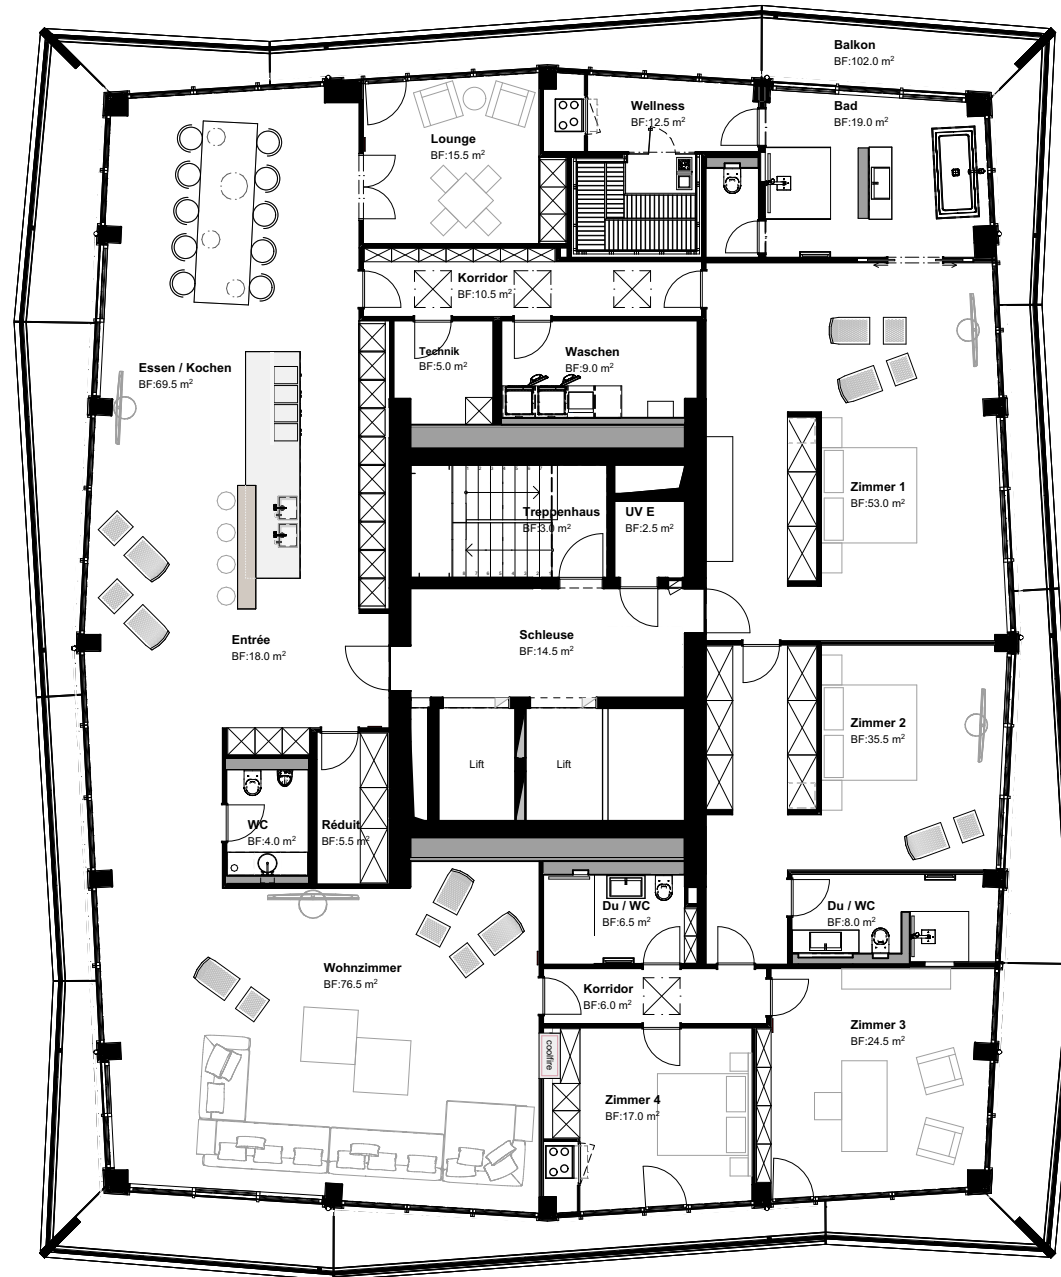 Balkon
BF:102.0 m²
Bad
BF:19.0 m²
Wellness
BF:12.5 m²
Lounge
BF:15.5 m²
Korridor
BF:10.5 m²
Technik
BF:5.0 m²
Waschen
BF:9.0 m²
Essen / Kochen
BF:69.5 m²
Zimmer 1
BF:53.0 m²
Treppenhaus
BF:3.0 m²
UV E
BF:2.5 m²
Entrée
BF:18.0 m²
Schleuse
BF:14.5 m²
Zimmer 2
BF:35.5 m²
Lift
Lift
WC
BF:4.0 m²
Réduit
BF:5.5 m²
Du / WC
BF:6.5 m²
Du / WC
BF:8.0 m²
Wohnzimmer
BF:76.5 m²
Korridor
BF:6.0 m²
Zimmer 3
BF:24.5 m²
coolfire
Zimmer 4
BF:17.0 m²